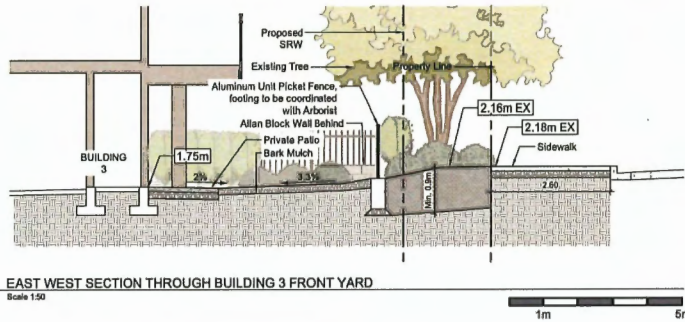 Proposed
SRW
Existing Tree
Property Line
Aluminum Unit Picket Fence,
footing to be coordinated
with Arborist
Allan Block Wall Behind
2.16m EX
2.18m EX
Sidewalk
BUILDING
3
1.75m
Private Patio
Bark Mulch
2%
3.3%
Min. 0.9m
2.60
EAST WEST SECTION THROUGH BUILDING 3 FRONT YARD
Scale 1:50
1m
5m